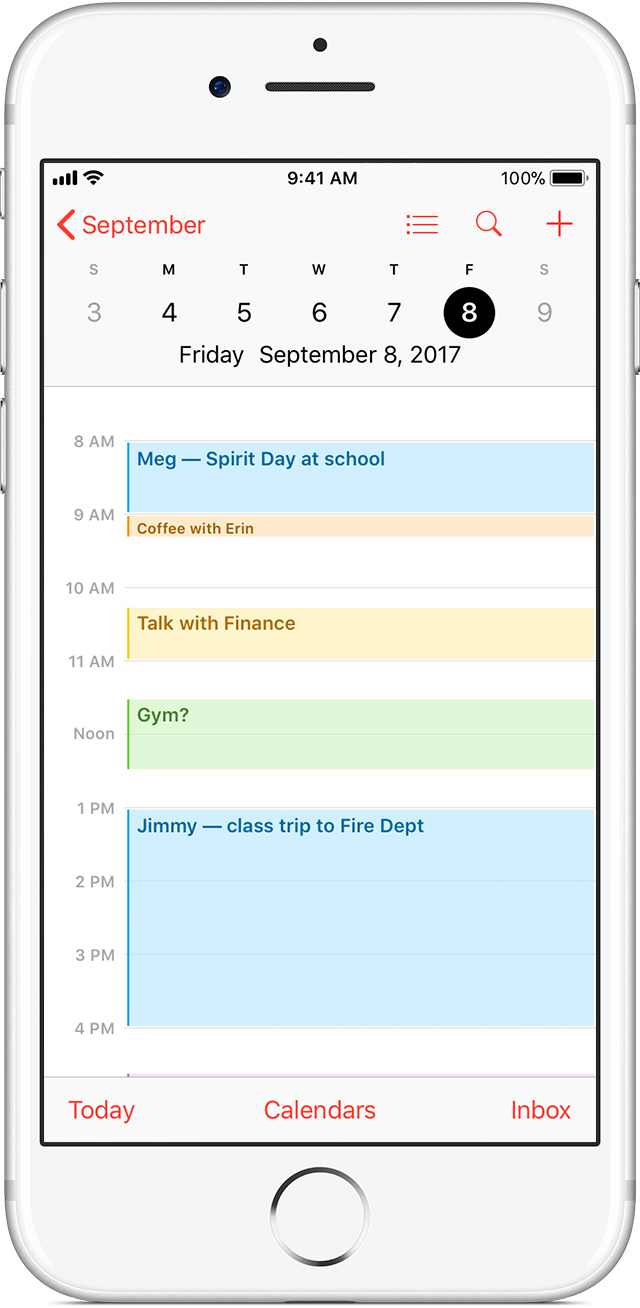 9:41 AM 100%
September
S M T W T F S
3 4 5 6 7 8 9
Friday September 8, 2017
8 AM
Meg — Spirit Day at school
9 AM
Coffee with Erin
10 AM
Talk with Finance
11 AM
Gym?
Noon
1 PM
Jimmy — class trip to Fire Dept
2 PM
3 PM
4 PM
Today Calendars Inbox